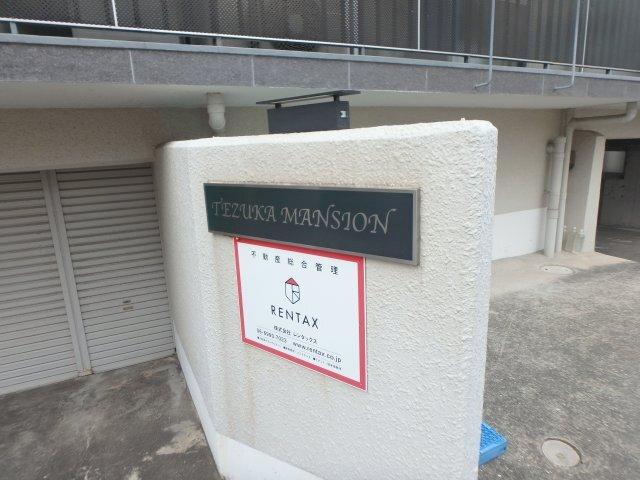 TEZUKA MANSION
不動産総合管理
RENTAX
株式会社 レンタックス
www.rentax.co.jp